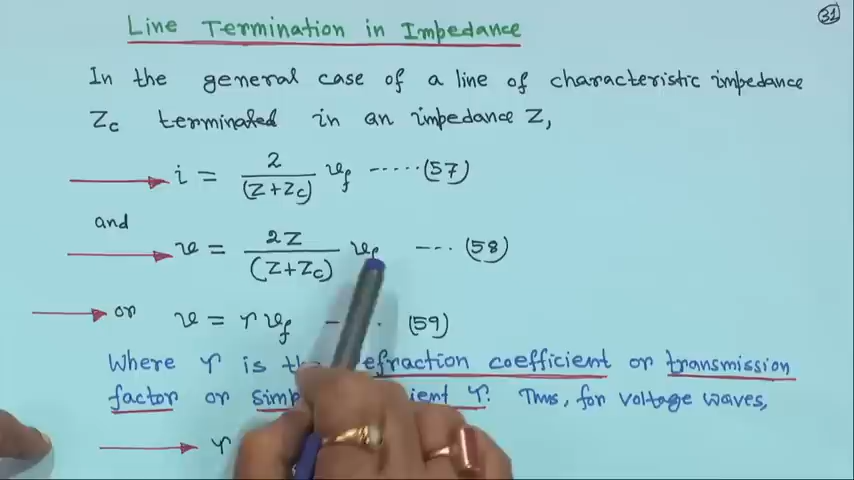 31
Line Termination in Impedance
In the general case of a line of characteristic impedance
Zc terminated in an impedance Z,
i = 2/(Z+Zc) vf ......(57)
and
v = 2Z/(Z+Zc) vf --.. (58)
or v = r vf - . (59)
Where r is refraction coefficient or transmission
factor or r. Thus, for voltage waves,
r